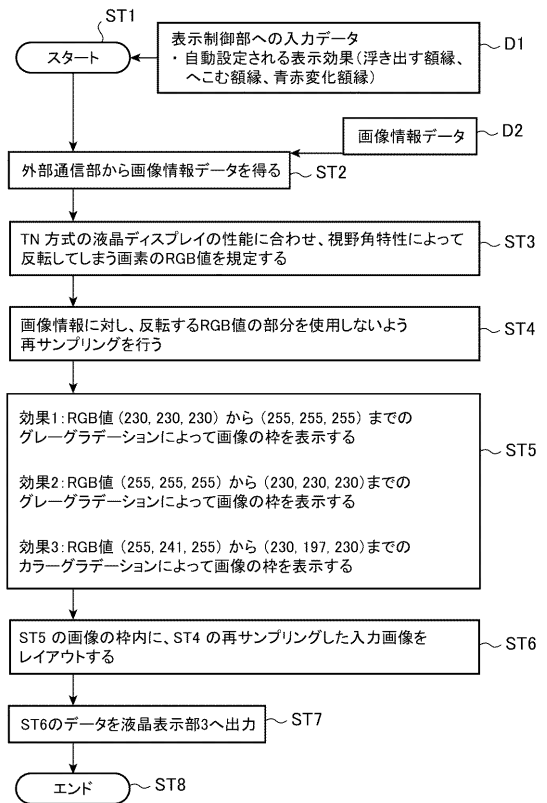 ST1
スタート
表示制御部への入力データ
・自動設定される表示効果(浮き出す額縁、
へこむ額縁、青赤変化額縁)
D1
画像情報データ
D2
外部通信部から画像情報データを得る
ST2
TN 方式の液晶ディスプレイの性能に合わせ、視野角特性によって
反転してしまう画素のRGB値を規定する
ST3
画像情報に対し、反転するRGB値の部分を使用しないよう
再サンプリングを行う
ST4
効果1:RGB値 (230, 230, 230) から (255, 255, 255) までの
グレーグラデーションによって画像の枠を表示する
効果2:RGB値 (255, 255, 255) から (230, 230, 230)までの
グレーグラデーションによって画像の枠を表示する
効果3:RGB値 (255, 241, 255) から (230, 197, 230)までの
カラーグラデーションによって画像の枠を表示する
ST5
ST5 の画像の枠内に、ST4 の再サンプリングした入力画像を
レイアウトする
ST6
ST6のデータを液晶表示部3へ出力
ST7
エンド
ST8